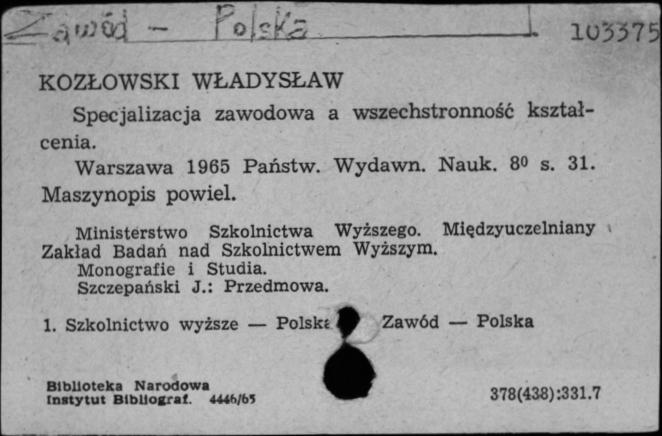 Zawód - Polska 103375
KOZŁOWSKI WŁADYSŁAW
Specjalizacja zawodowa a wszechstronność kształ-
cenia.
Warszawa 1965 Państw. Wydawn. Nauk. 8⁰ s. 31.
Maszynopis powiel.
Ministerstwo Szkolnictwa Wyższego. Międzyuczelniany
Zakład Badań nad Szkolnictwem Wyższym.
Monografie i Studia.
Szczepański J.: Przedmowa.
1. Szkolnictwo wyższe — Polska Zawód — Polska
Biblioteka Narodowa
Instytut Bibliograf. 4446/65 378(438):331.7